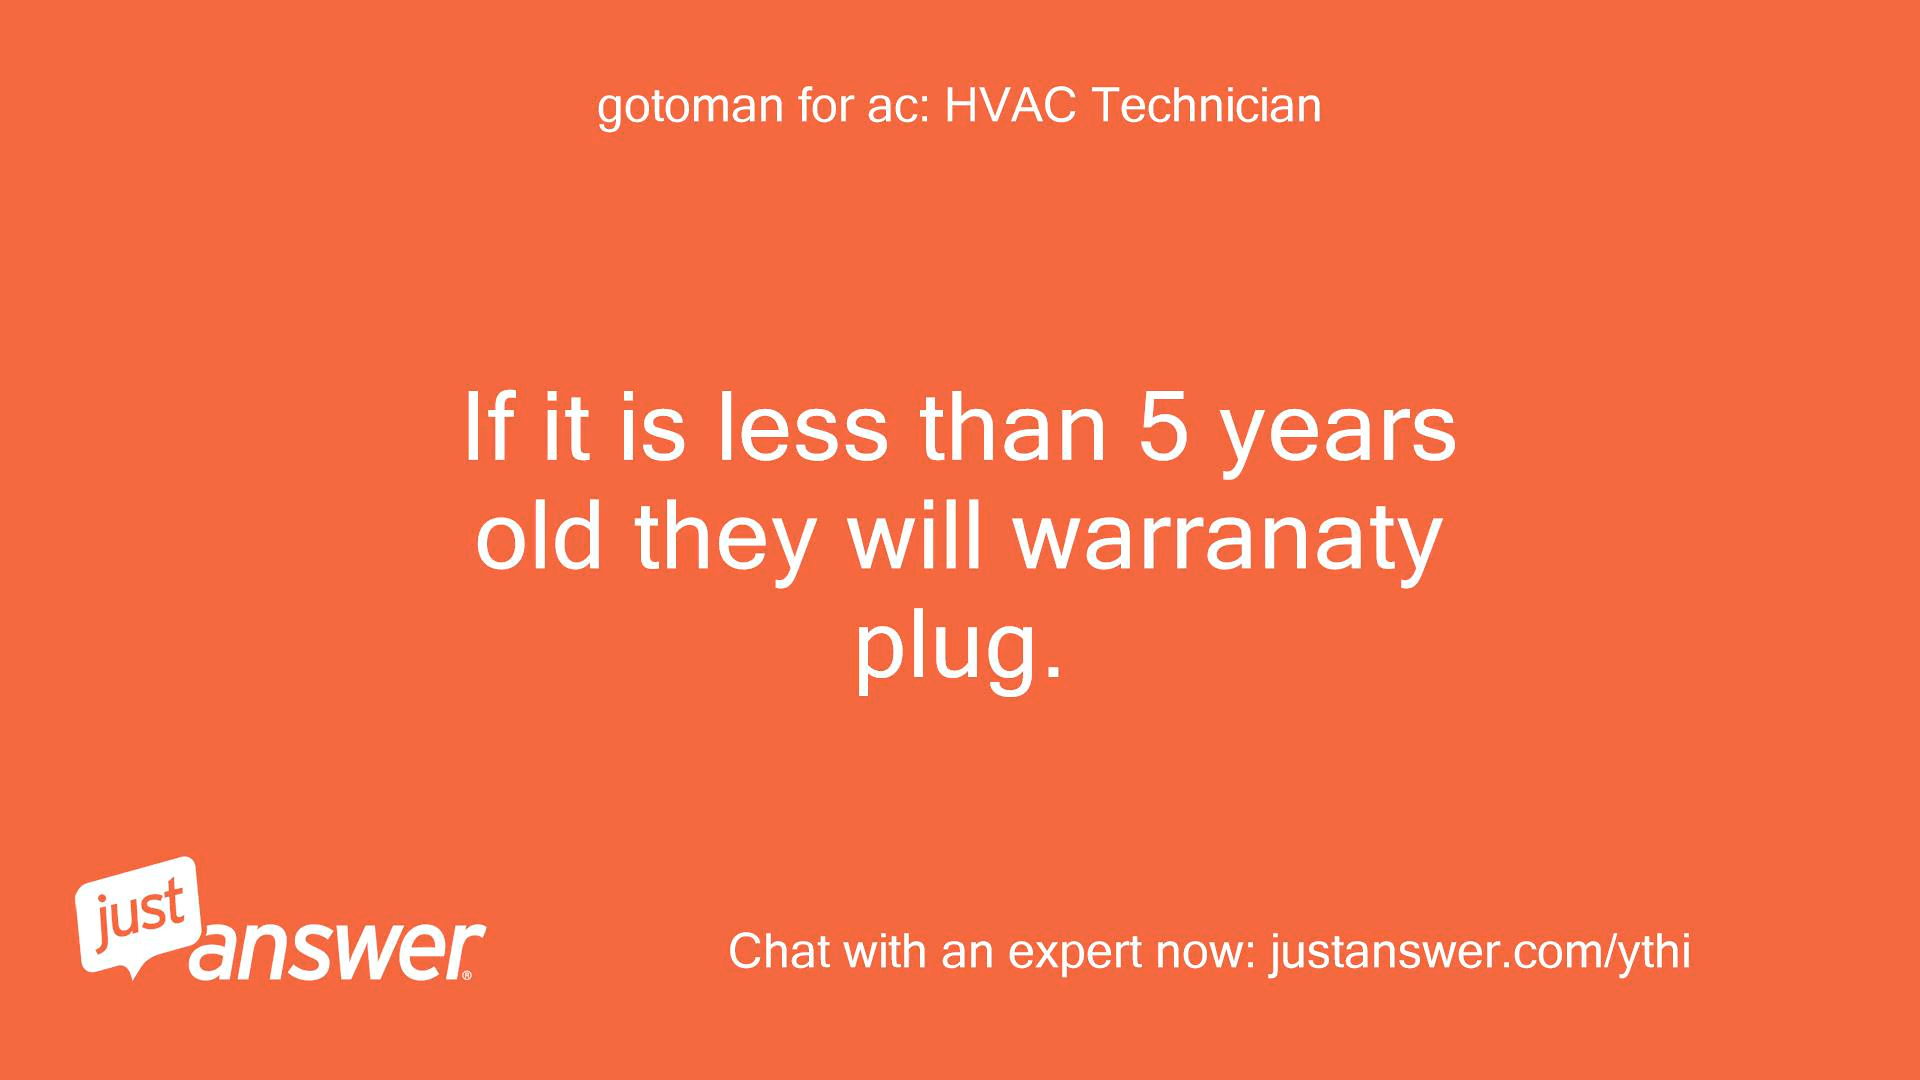 gotoman for ac: HVAC Technician
If it is less than 5 years
old they will warranaty
plug.
just
answer®
Chat with an expert now: justanswer.com/ythi